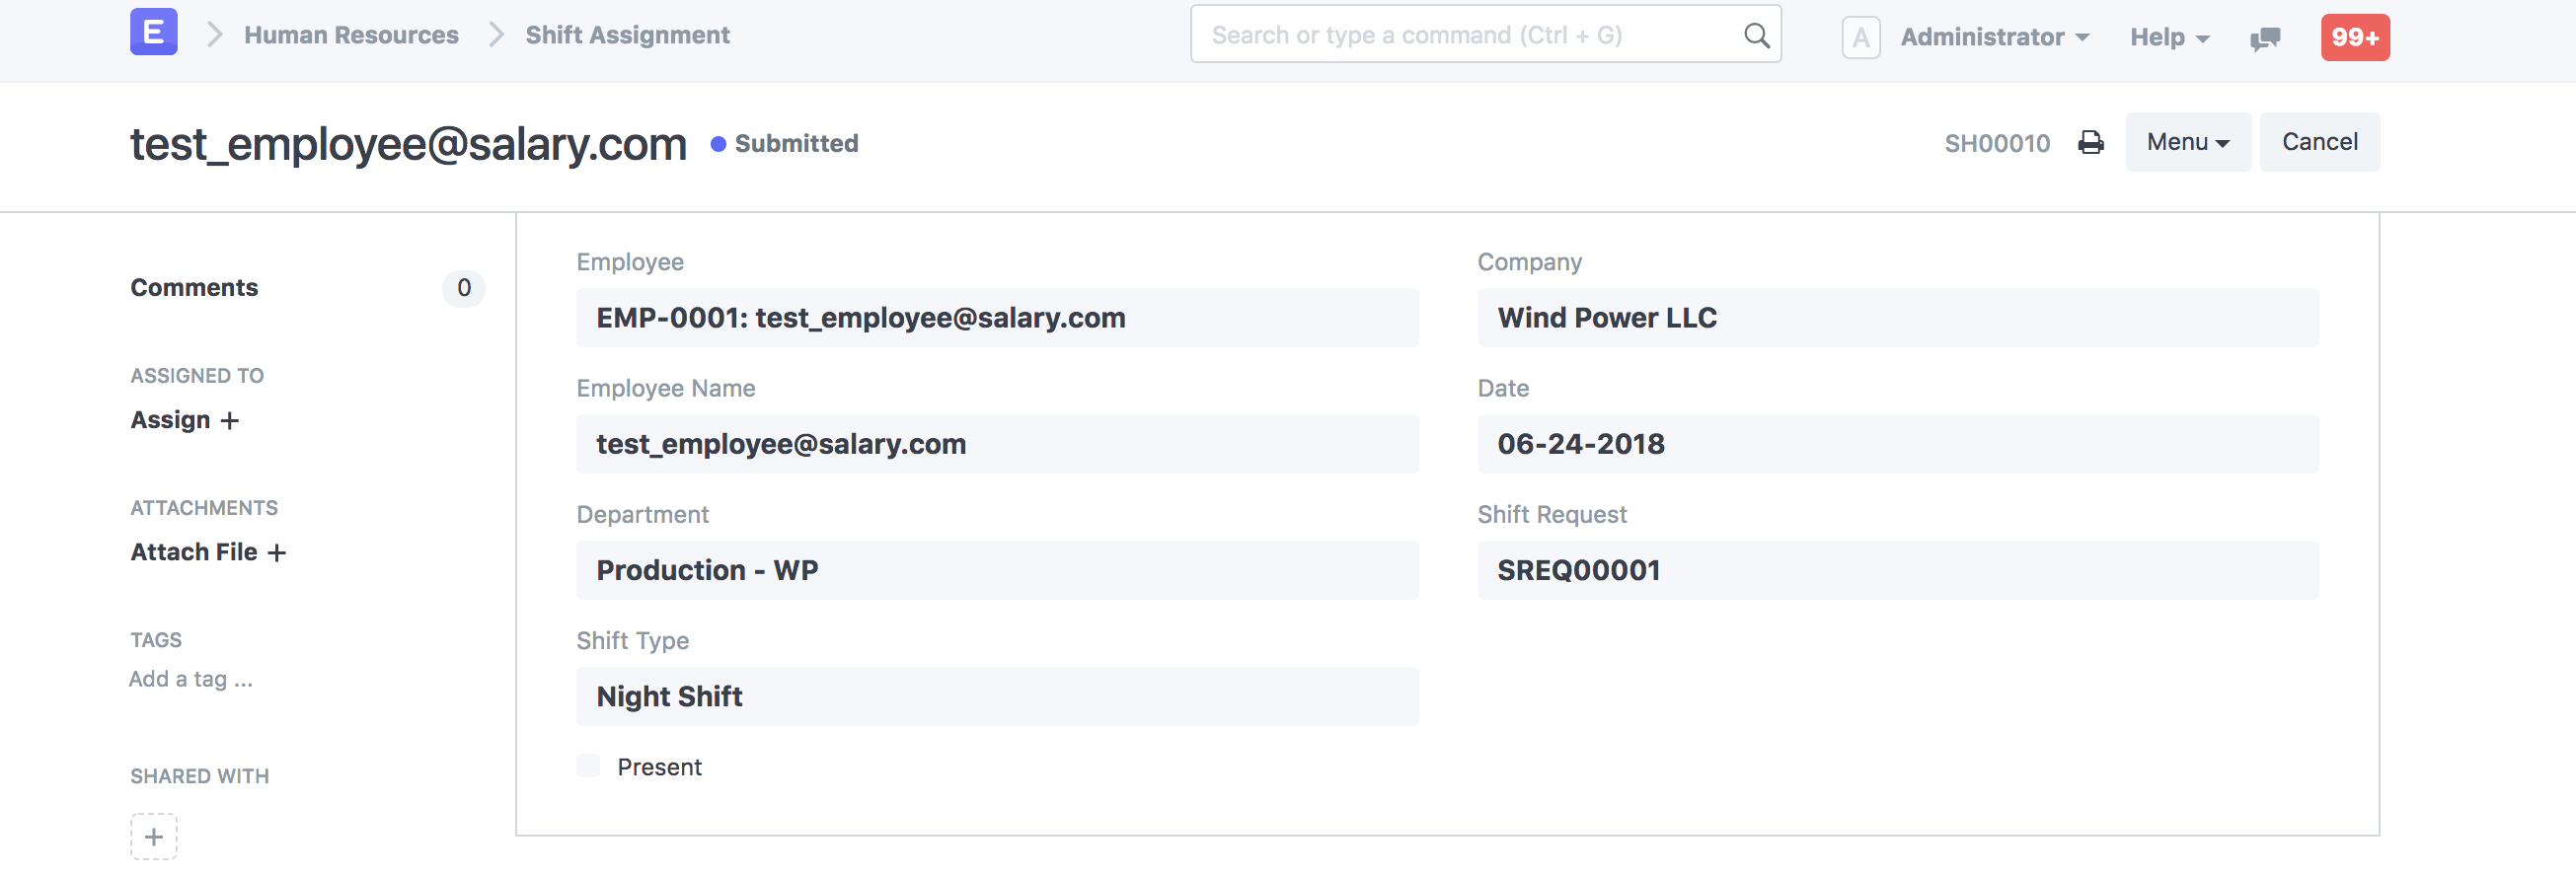 E Human Resources Shift Assignment Search or type a command (Ctrl + G) A Administrator Help 99+
test_employee@salary.com Submitted SH00010 Menu Cancel
Comments 0
ASSIGNED TO
Assign +
ATTACHMENTS
Attach File +
TAGS
Add a tag ...
SHARED WITH
+
Employee
EMP-0001: test_employee@salary.com
Employee Name
test_employee@salary.com
Department
Production - WP
Shift Type
Night Shift
Present
Company
Wind Power LLC
Date
06-24-2018
Shift Request
SREQ00001